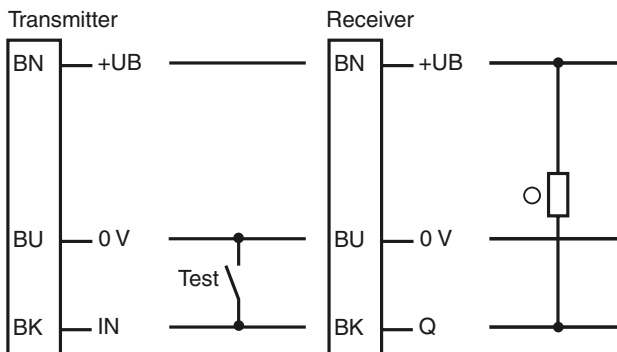 Transmitter
BN +UB
BU 0 V
Test
BK IN
Receiver
BN +UB
BU 0 V
BK Q